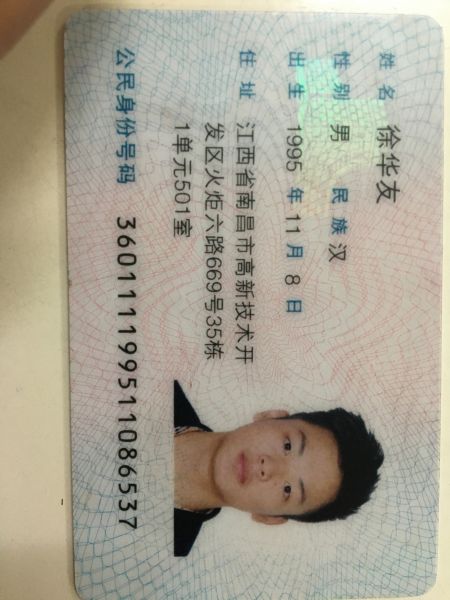 姓名 徐华友
性别 男 民族 汉
出生 1995 年 11 月 8 日
住址 江西省南昌市高新技术开
发区火炬六路669号35栋
1单元501室
公民身份号码 360111199511086537